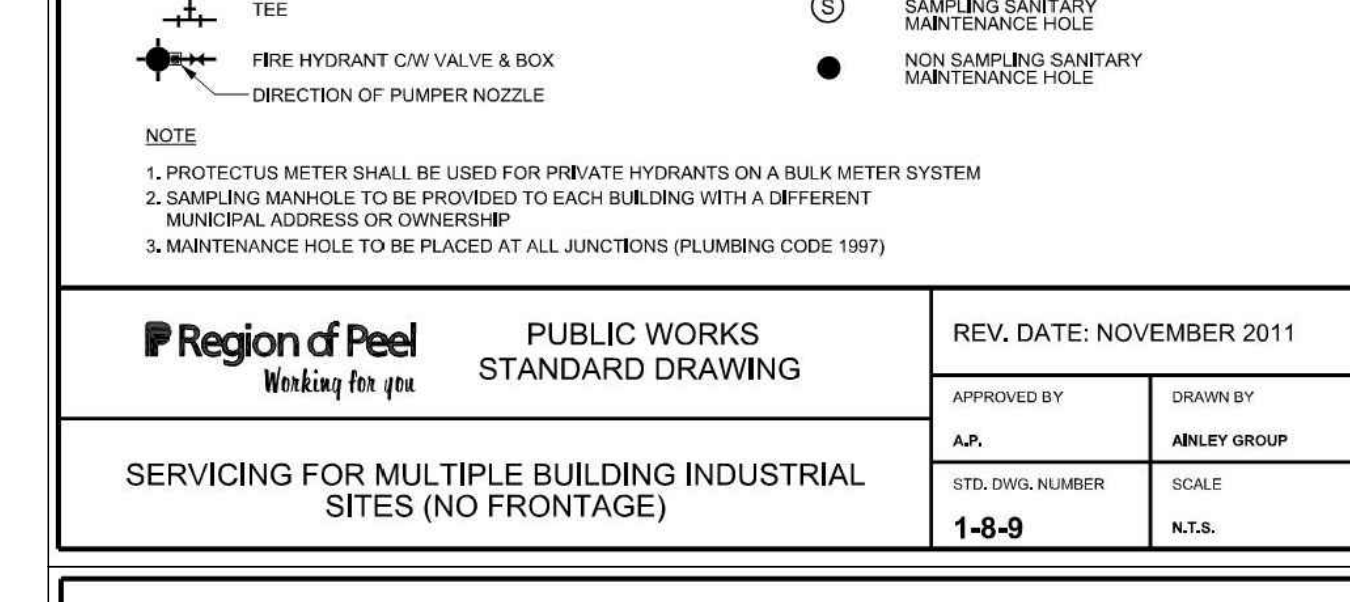 TEE
FIRE HYDRANT C/W VALVE & BOX
DIRECTION OF PUMPER NOZZLE
S
SAMPLING SANITARY
MAINTENANCE HOLE
NON SAMPLING SANITARY
MAINTENANCE HOLE
NOTE
1. PROTECTUS METER SHALL BE USED FOR PRIVATE HYDRANTS ON A BULK METER SYSTEM
2. SAMPLING MANHOLE TO BE PROVIDED TO EACH BUILDING WITH A DIFFERENT
MUNICIPAL ADDRESS OR OWNERSHIP
3. MAINTENANCE HOLE TO BE PLACED AT ALL JUNCTIONS (PLUMBING CODE 1997)
Region of Peel
Working for you
PUBLIC WORKS
STANDARD DRAWING
SERVICING FOR MULTIPLE BUILDING INDUSTRIAL
SITES (NO FRONTAGE)
REV. DATE: NOVEMBER 2011
APPROVED BY
A.P.
DRAWN BY
AINLEY GROUP
STD. DWG. NUMBER
1-8-9
SCALE
N.T.S.